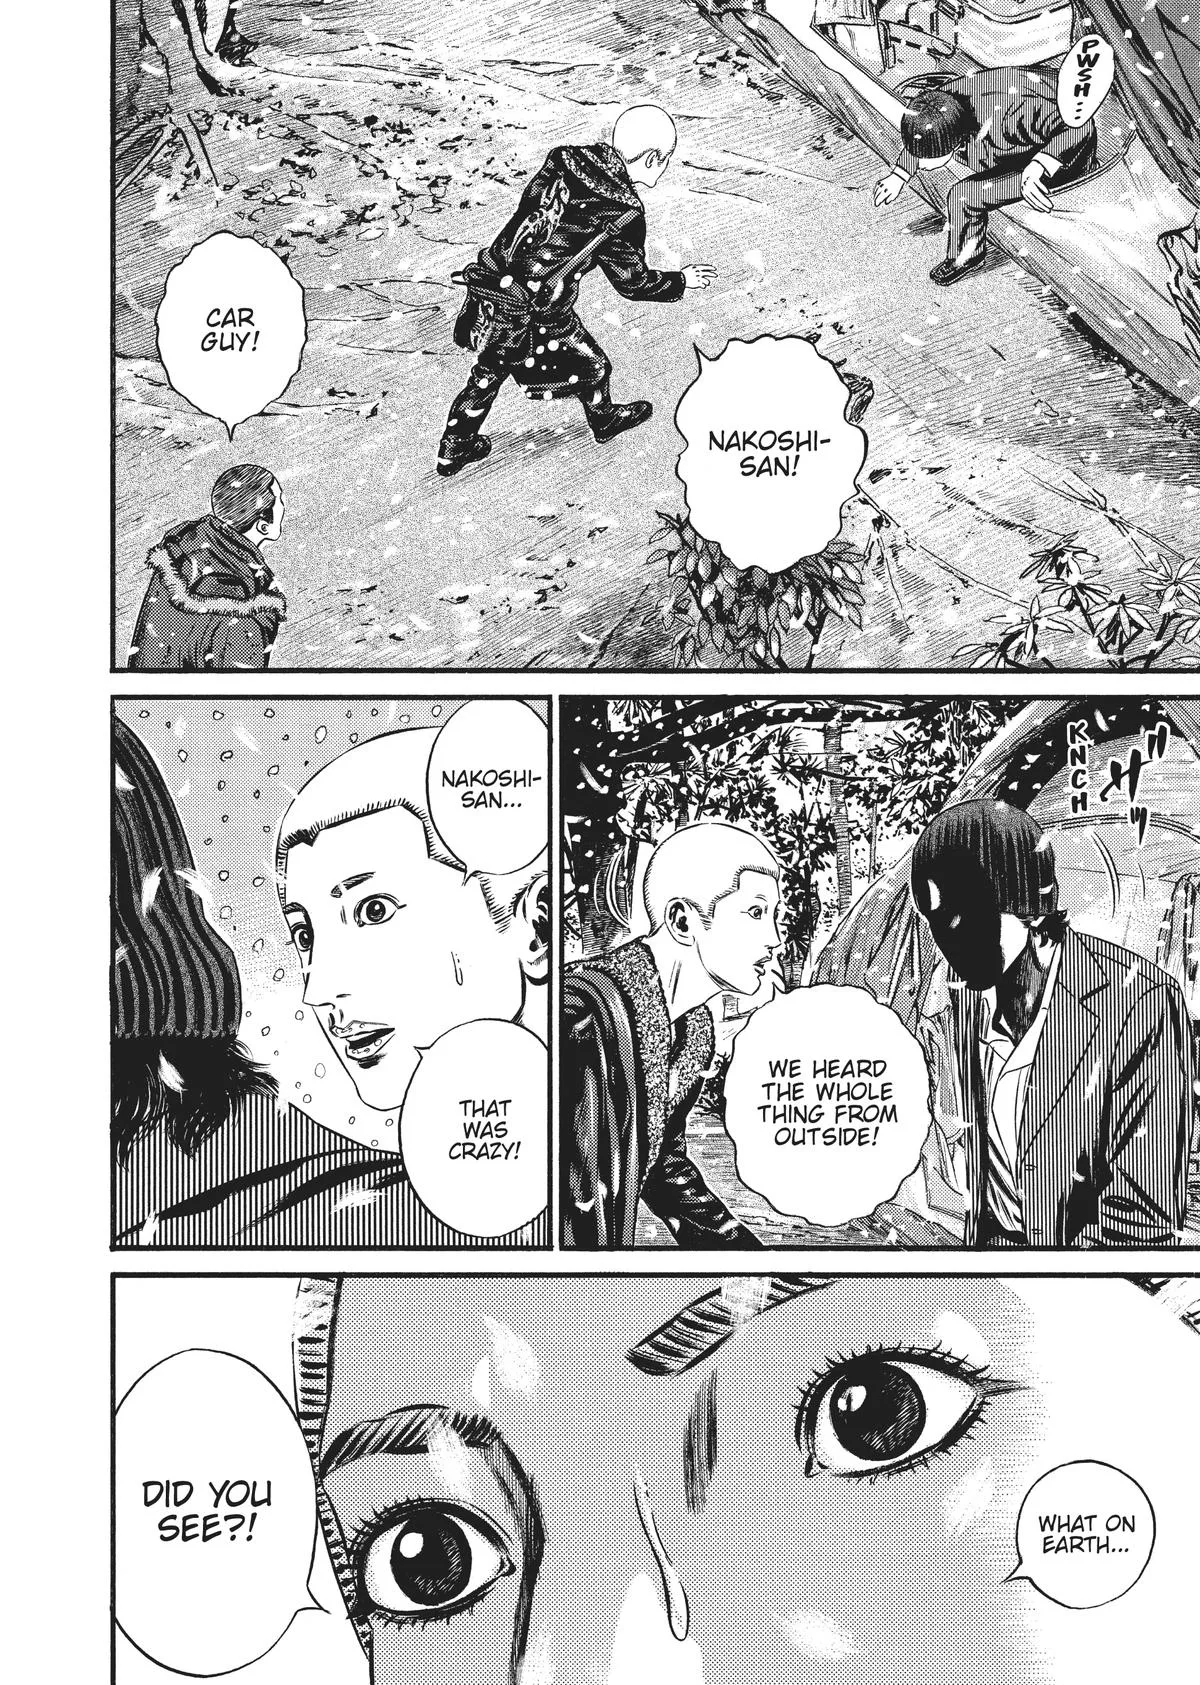 PWSH...
NAKOSHI-
SAN!
CAR
GUY!
KNCH
WE HEARD
THE WHOLE
THING FROM
OUTSIDE!
NAKOSHI-
SAN...
THAT
WAS
CRAZY!
WHAT ON
EARTH...
DID YOU
SEE?!